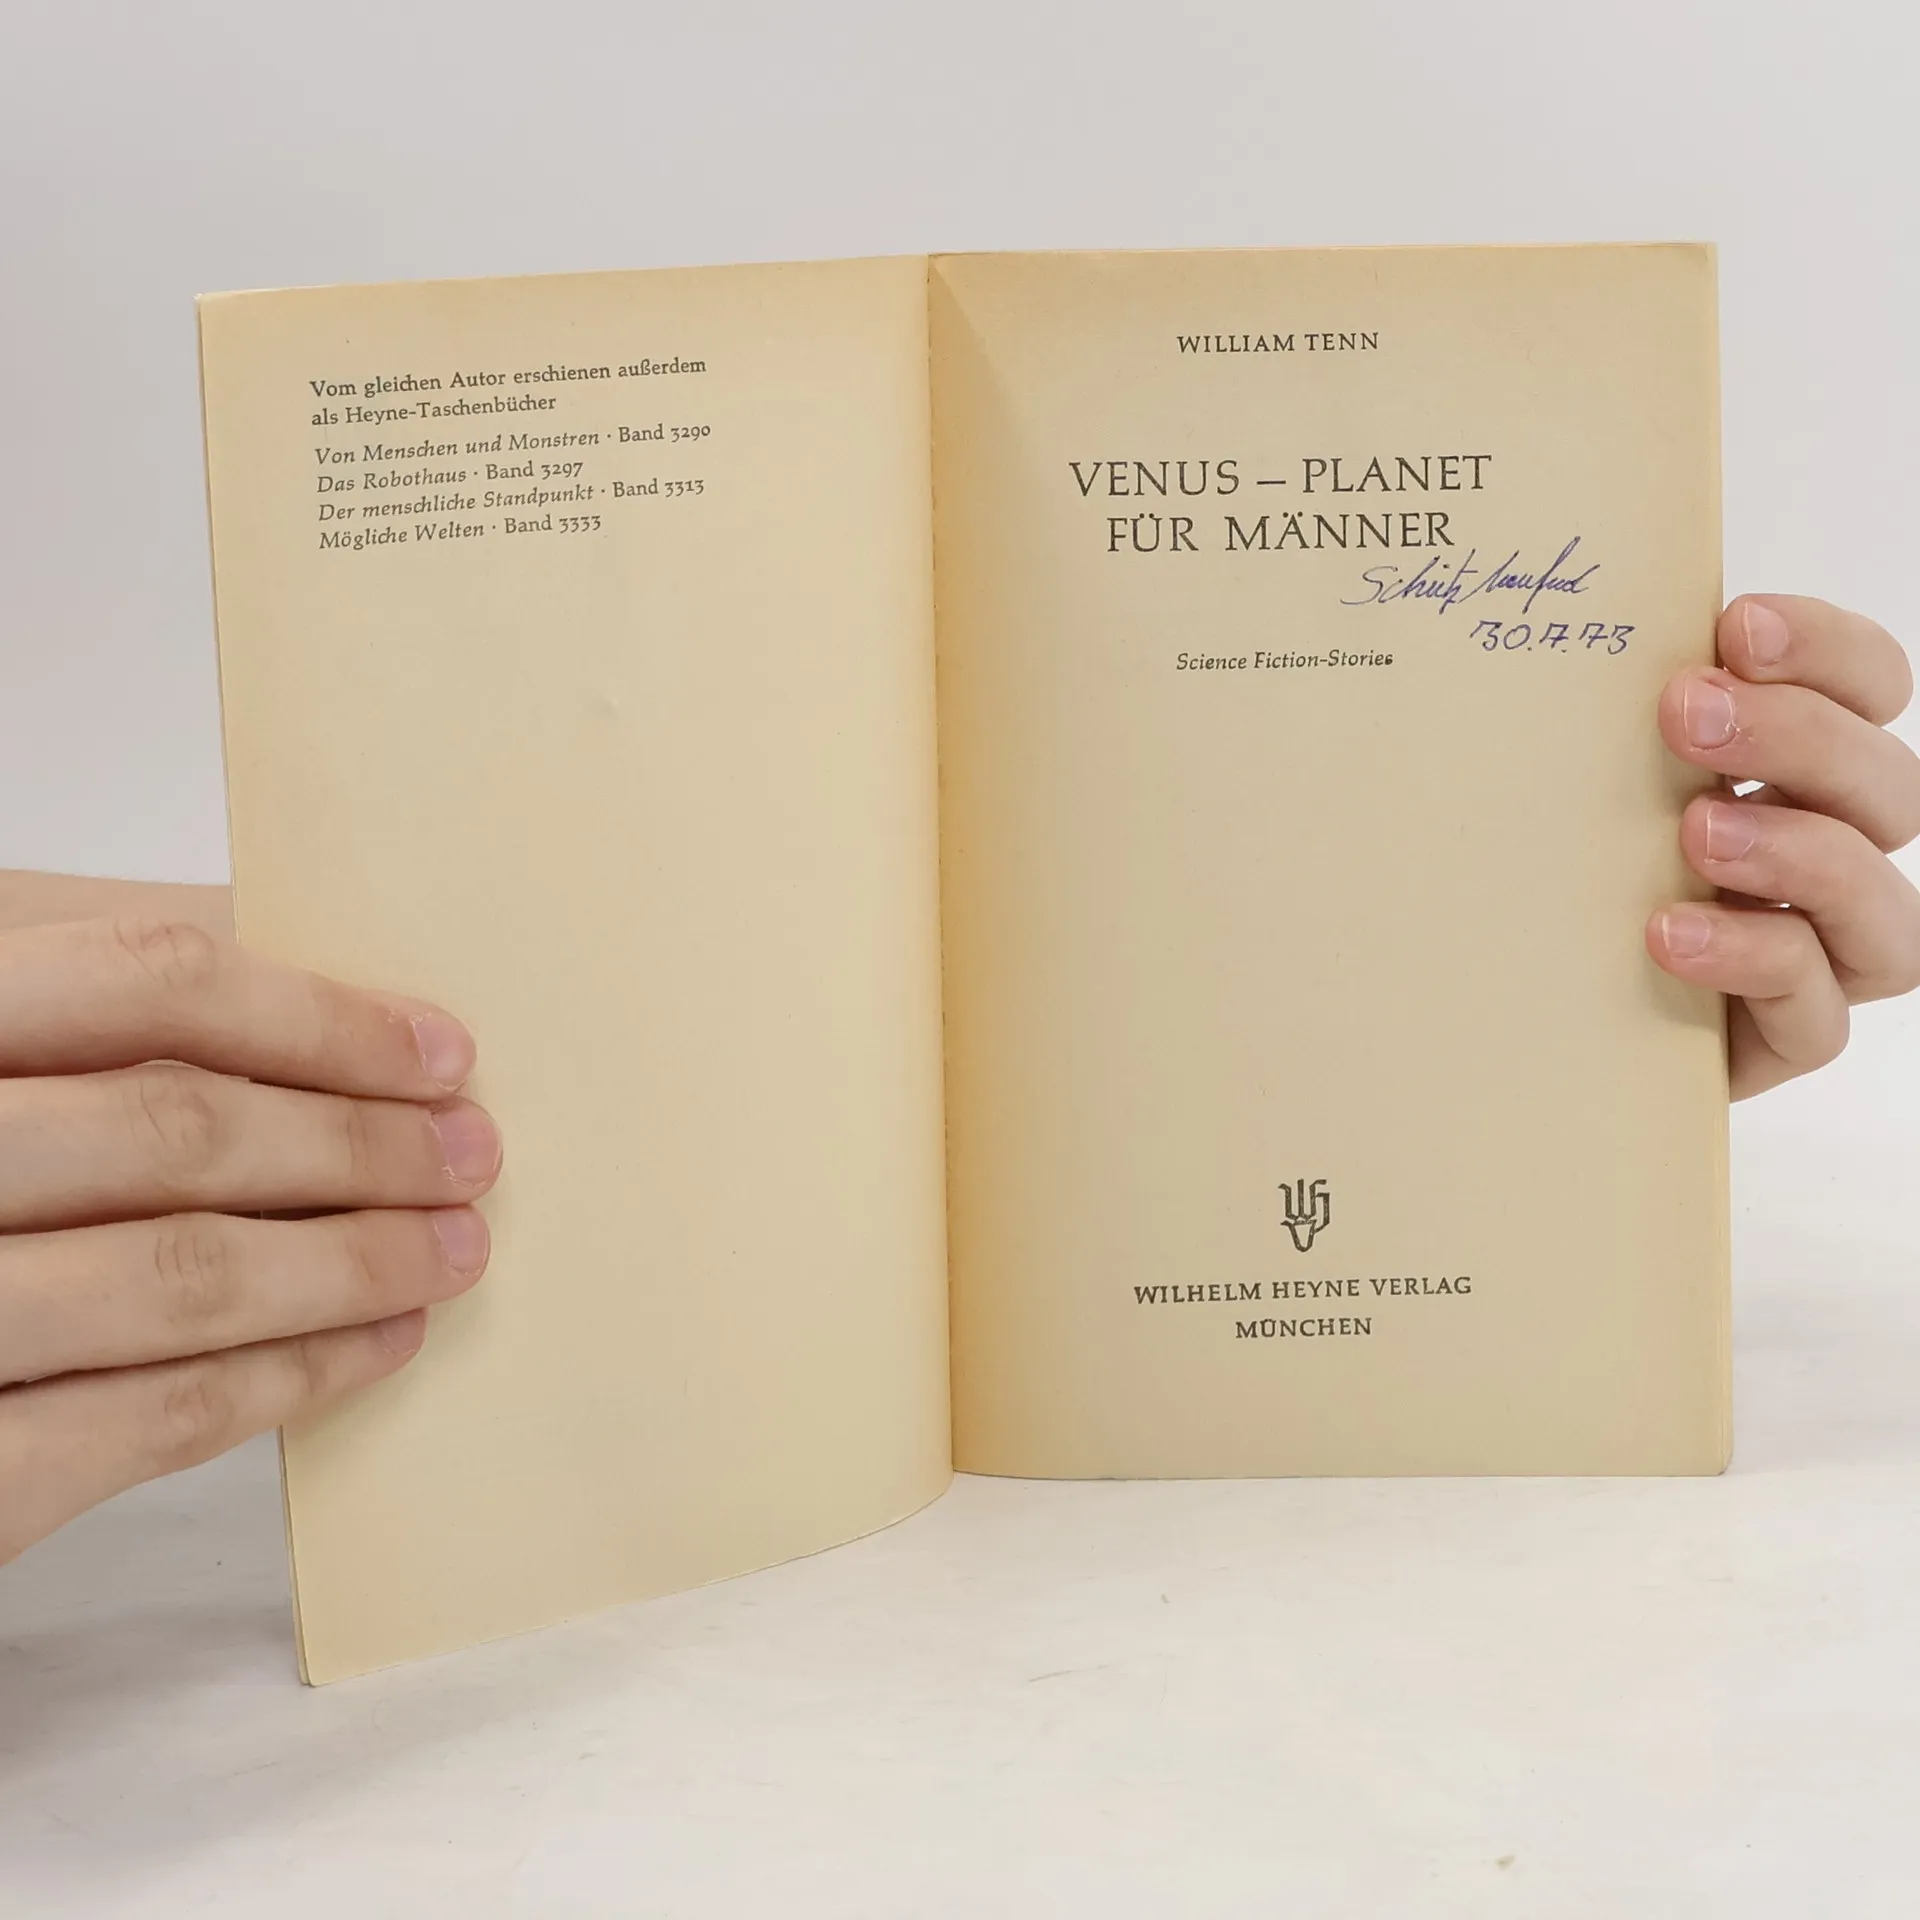 Vom gleichen Autor erschienen außerdem
als Heyne-Taschenbücher
Von Menschen und Monstren · Band 3290
Das Robothaus · Band 3297
Der menschliche Standpunkt · Band 3313
Mögliche Welten · Band 3333
WILLIAM TENN
VENUS – PLANET
FÜR MÄNNER
Schütz Manfred
30.7.73
Science Fiction-Stories
WILHELM HEYNE VERLAG
MÜNCHEN